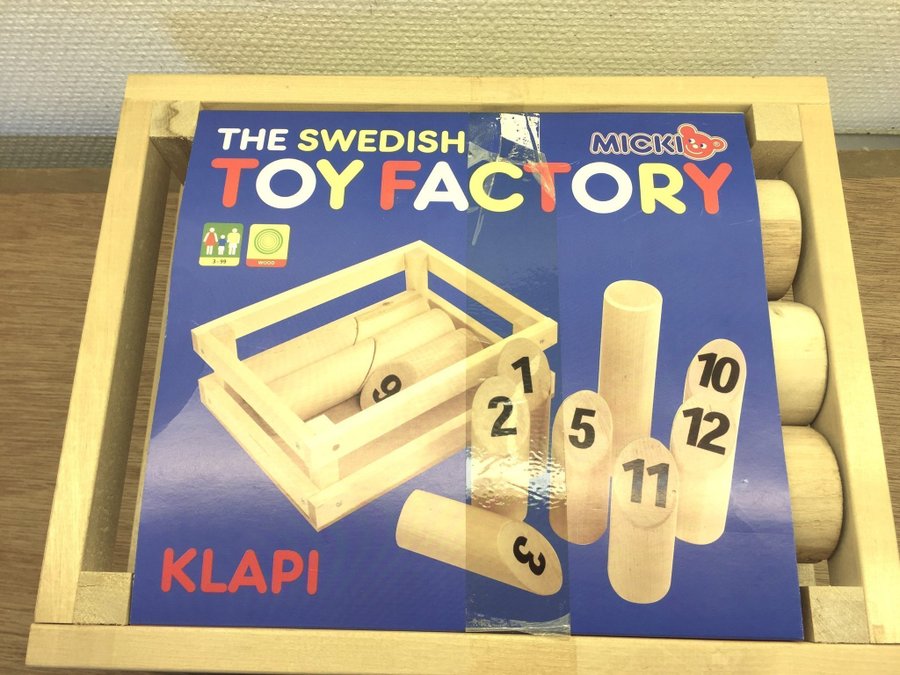 THE SWEDISH
MICKI
TOY FACTORY
3 - 99
WOOD
10
1
9
2
5
12
11
3
KLAPI